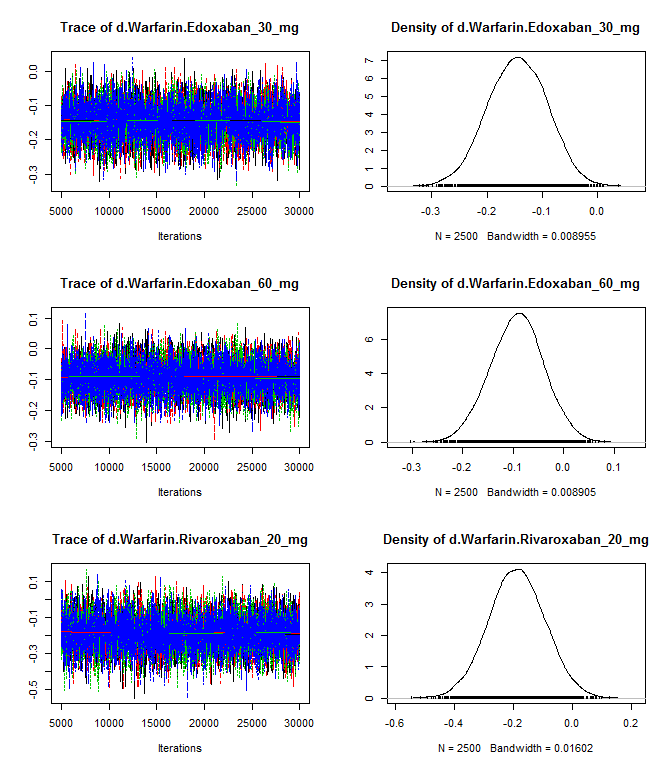 Trace of d.Warfarin.Edoxaban_30_mg
0.0
-0.1
-0.2
-0.3
5000 10000 15000 20000 25000 30000
Iterations
Density of d.Warfarin.Edoxaban_30_mg
7
6
5
4
3
2
1
0
-0.3 -0.2 -0.1 0.0
N = 2500 Bandwidth = 0.008955
Trace of d.Warfarin.Edoxaban_60_mg
0.1
0.0
-0.1
-0.2
-0.3
5000 10000 15000 20000 25000 30000
Iterations
Density of d.Warfarin.Edoxaban_60_mg
6
4
2
0
-0.3 -0.2 -0.1 0.0 0.1
N = 2500 Bandwidth = 0.008905
Trace of d.Warfarin.Rivaroxaban_20_mg
0.1
-0.1
-0.3
-0.5
5000 10000 15000 20000 25000 30000
Iterations
Density of d.Warfarin.Rivaroxaban_20_mg
4
3
2
1
0
-0.6 -0.4 -0.2 0.0 0.2
N = 2500 Bandwidth = 0.01602